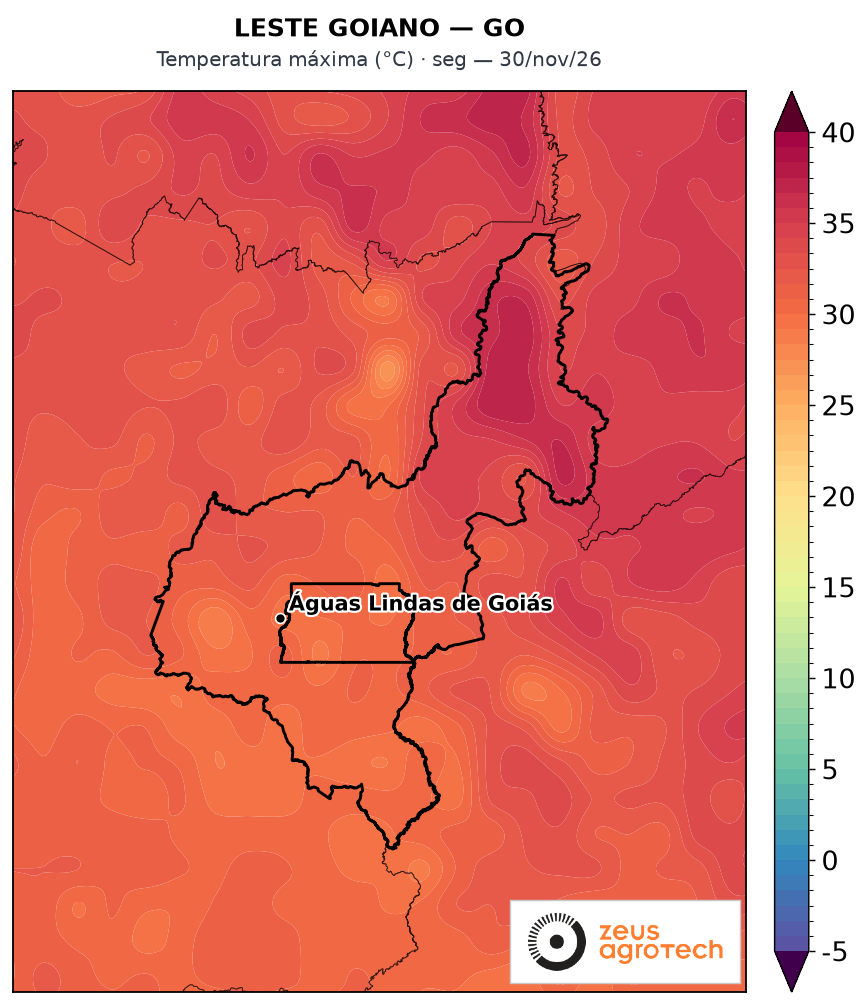 LESTE GOIANO — GO
Temperatura máxima (°C) · seg — 30/nov/26
40
35
30
25
20
15
10
5
0
-5
Águas Lindas de Goiás
zeus
agrotech